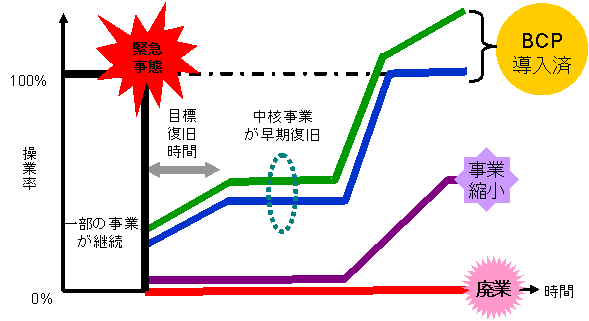 緊急
事態
BCP
導入済
100%
目標
復旧
時間
中核事業
が早期復旧
操業率
事業
縮小
一部の事業
が継続
廃業
時間
0%